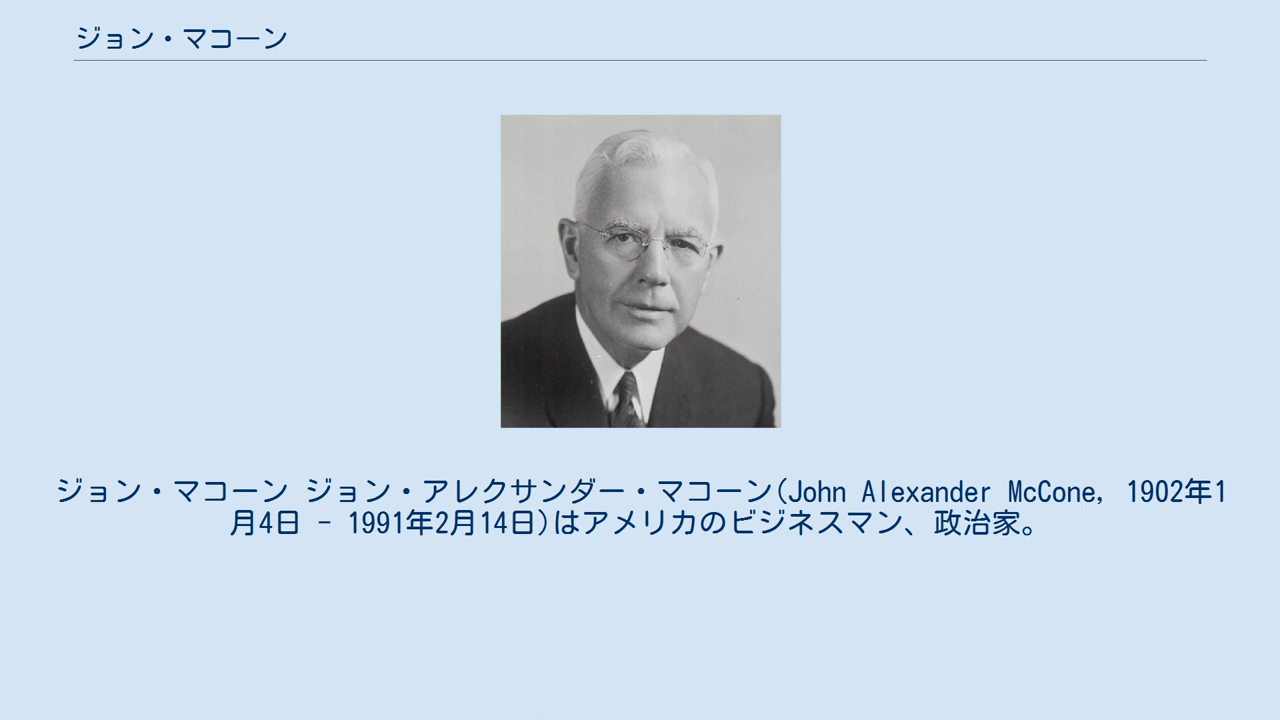 ジョン・マコーン
ジョン・マコーン ジョン・アレクサンダー・マコーン(John Alexander McCone, 1902年1
月4日 - 1991年2月14日)はアメリカのビジネスマン、政治家。